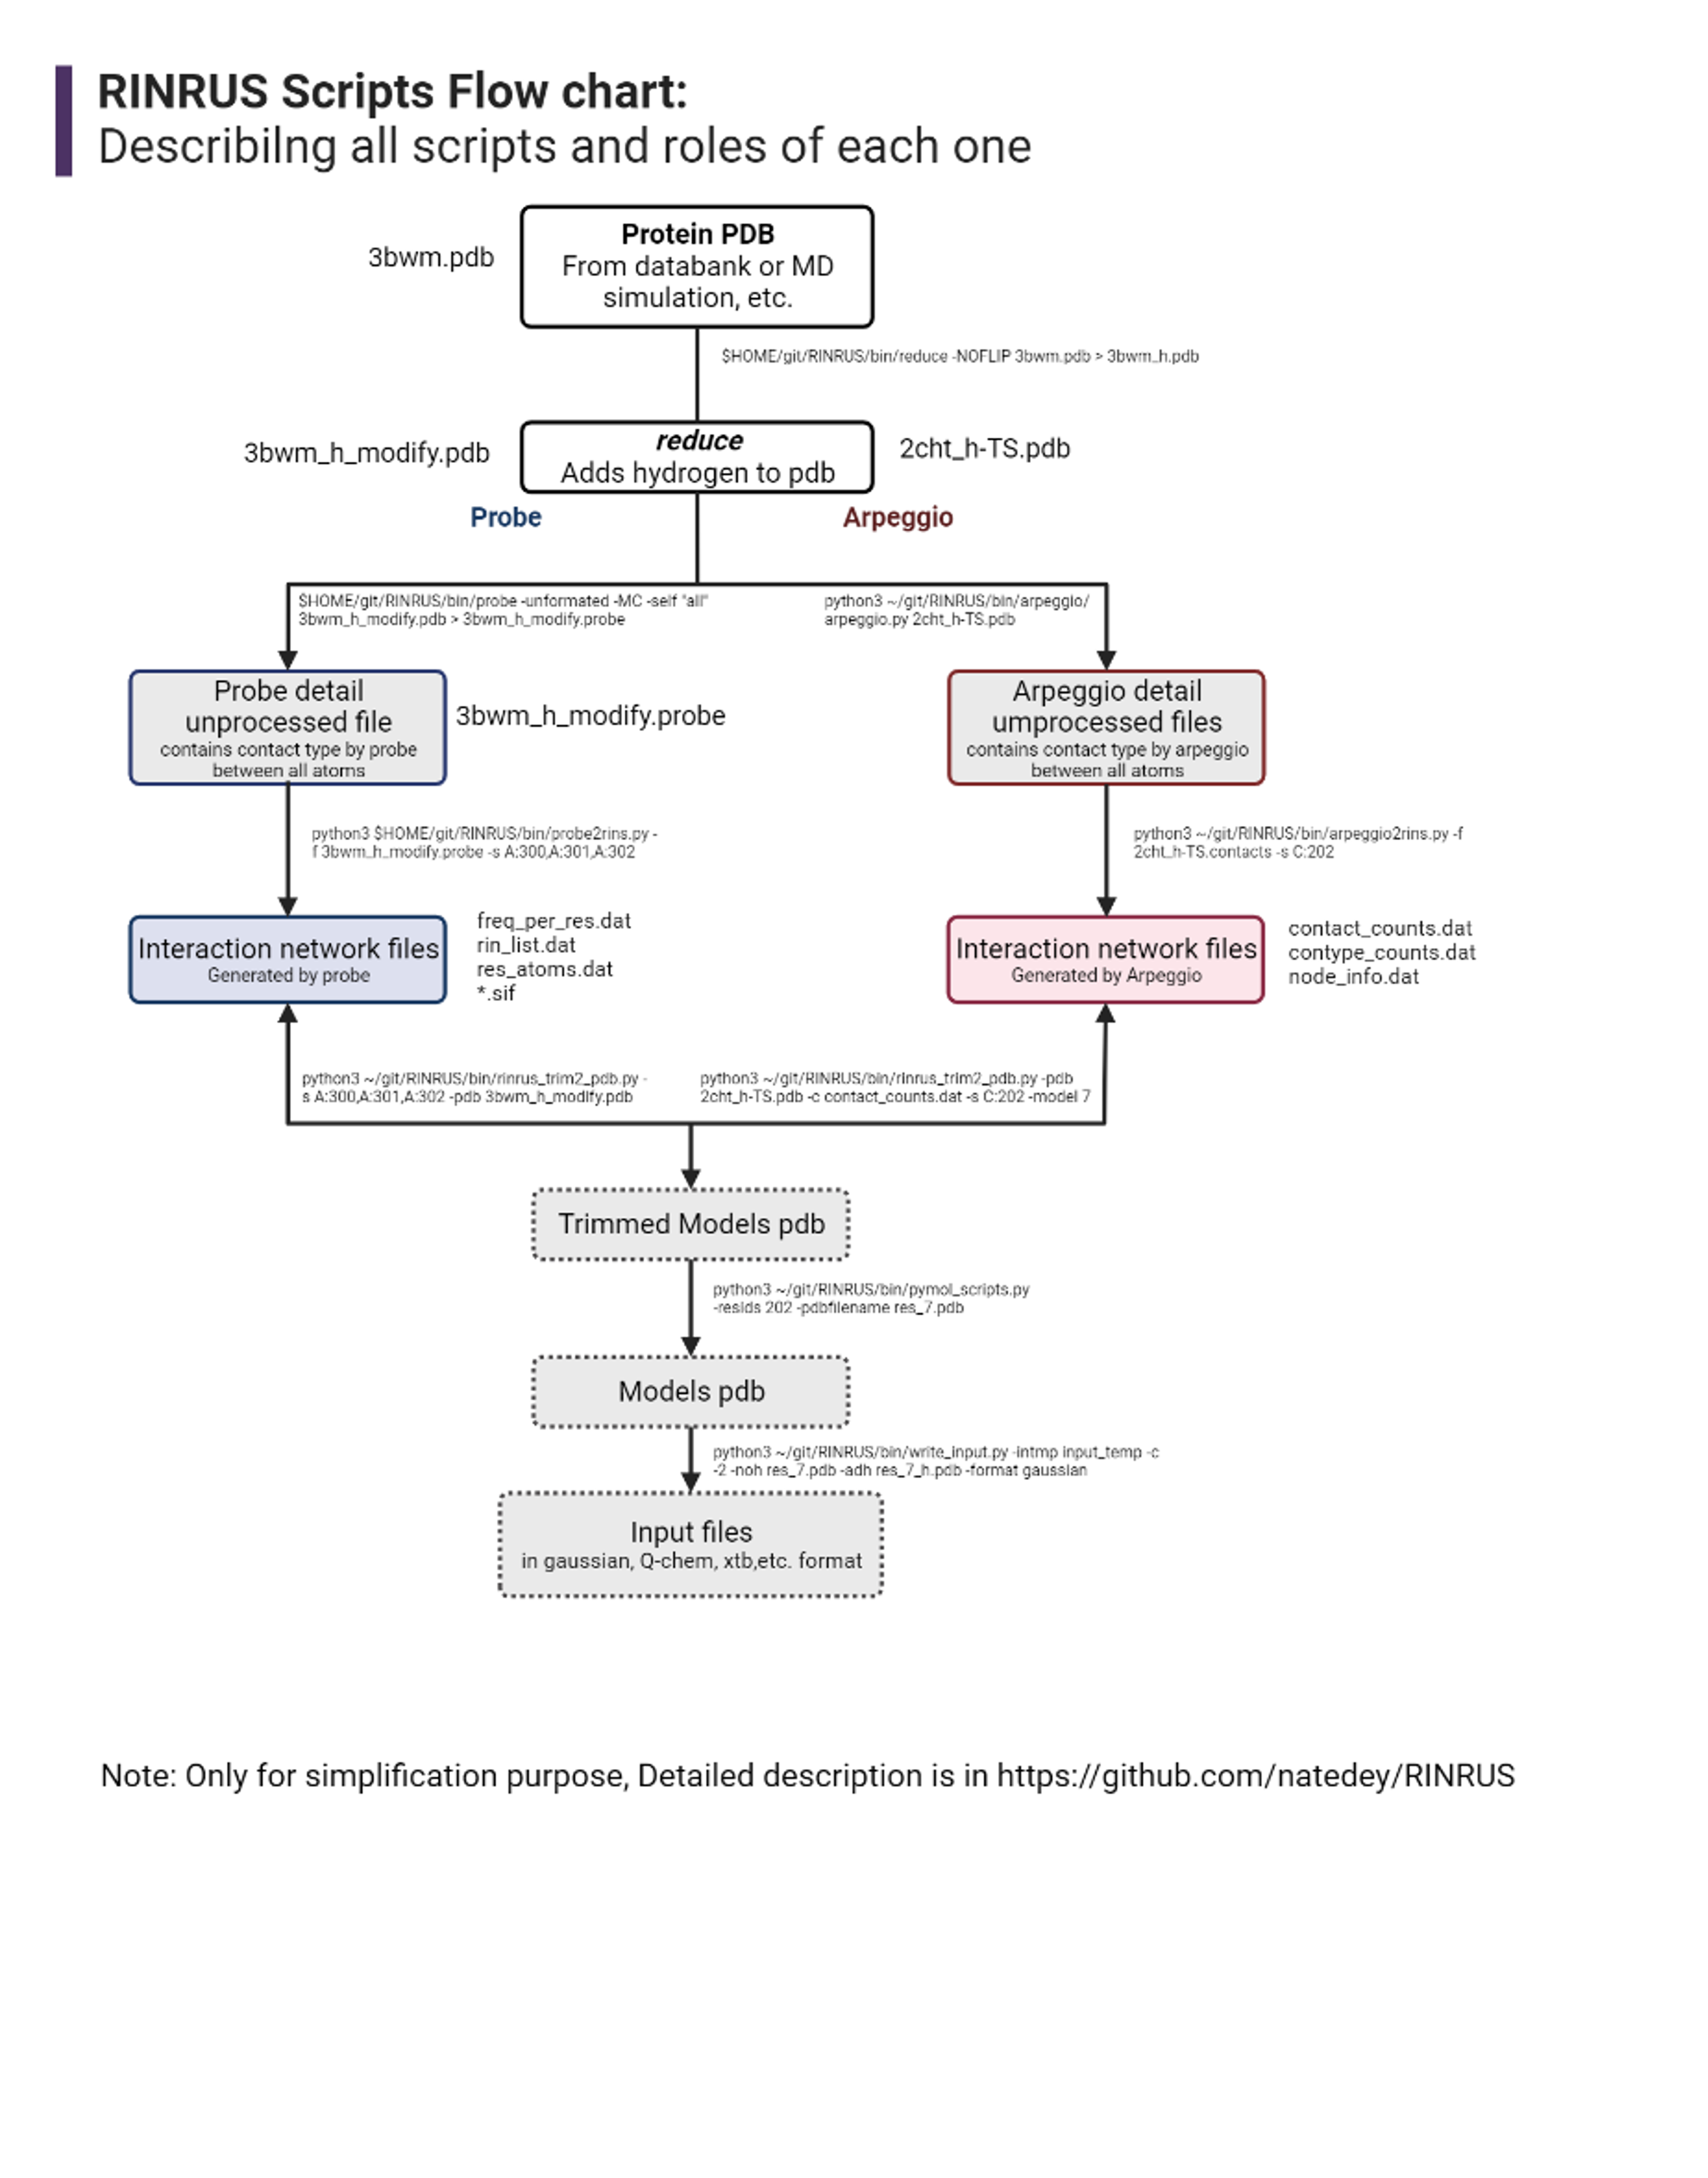 RINRUS Scripts Flow chart:
Describilng all scripts and roles of each one
3bwm.pdb
Protein PDB
From databank or MD
simulation, etc.
$HOME/git/RINRUS/bin/reduce -NOFLIP 3bwm.pdb > 3bwm_h.pdb
3bwm_h_modify.pdb
reduce
Adds hydrogen to pdb
2cht_h-TS.pdb
Probe
Arpeggio
$HOME/git/RINRUS/bin/probe -unformated -MC -self "all"
3bwm_h_modify.pdb > 3bwm_h_modify.probe
python3 ~/git/RINRUS/bin/arpeggio/
arpeggio.py 2cht_h-TS.pdb
Probe detail
unprocessed file
contains contact type by probe
between all atoms
3bwm_h_modify.probe
Arpeggio detail
umprocessed files
contains contact type by arpeggio
between all atoms
python3 $HOME/git/RINRUS/bin/probe2rins.py -
f 3bwm_h_modify.probe -s A:300,A:301,A:302
python3 ~/git/RINRUS/bin/arpeggio2rins.py -f
2cht_h-TS.contacts -s C:202
Interaction network files
Generated by probe
freq_per_res.dat
rin_list.dat
res_atoms.dat
*.sif
Interaction network files
Generated by Arpeggio
contact_counts.dat
contype_counts.dat
node_info.dat
python3 ~/git/RINRUS/bin/rinrus_trim2_pdb.py -
s A:300,A:301,A:302 -pdb 3bwm_h_modify.pdb
python3 ~/git/RINRUS/bin/rinrus_trim2_pdb.py -pdb
2cht_h-TS.pdb -c contact_counts.dat -s C:202 -model 7
Trimmed Models pdb
python3 ~/git/RINRUS/bin/pymol_scripts.py
-resids 202 -pdbfilename res_7.pdb
Models pdb
python3 ~/git/RINRUS/bin/write_input.py -intmp input_temp -c
-2 -noh res_7.pdb -adh res_7_h.pdb -format gaussian
Input files
in gaussian, Q-chem, xtb,etc. format
Note: Only for simplification purpose, Detailed description is in https://github.com/natedey/RINRUS